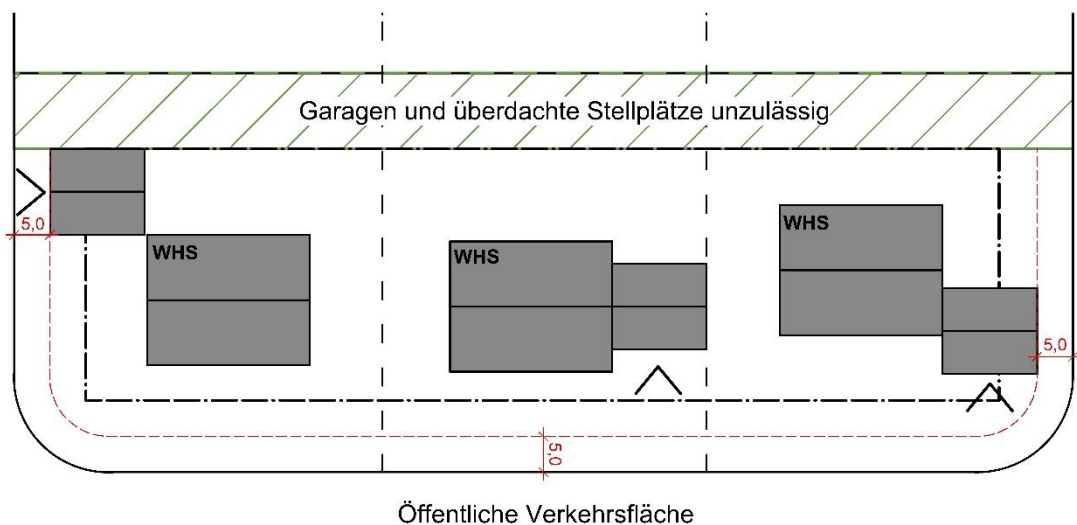 Garagen und überdachte Stellplätze unzulässig
5,0
WHS
WHS
WHS
5,0
5,0
Öffentliche Verkehrsfläche